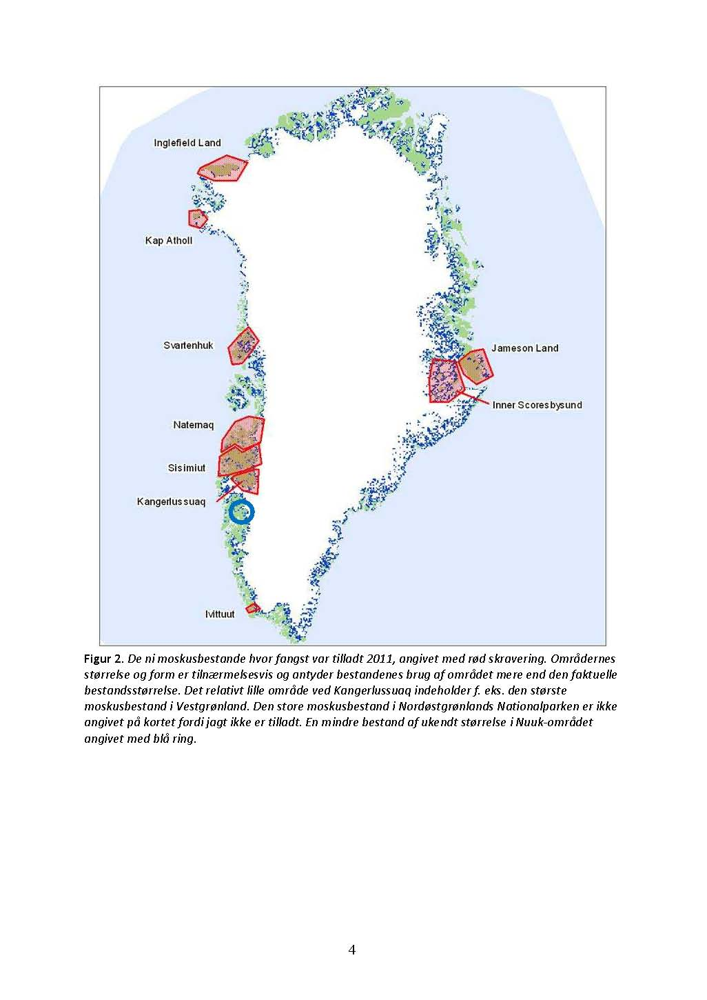 Inglefield Land
Kap Atholl
Svartenhuk
Jameson Land
Inner Scoresbysund
Naternaq
Sisimiut
Kangerlussuaq
Ivittuut
Figur 2. De ni moskusbestande hvor fangst var tilladt 2011, angivet med rød skravering. Områdernes
størrelse og form er tilnærmelsesvis og antyder bestandenes brug af området mere end den faktuelle
bestandsstørrelse. Det relativt lille område ved Kangerlussuaq indeholder f. eks. den største
moskusbestand i Vestgrønland. Den store moskusbestand i Nordøstgrønlands Nationalparken er ikke
angivet på kortet fordi jagt ikke er tilladt. En mindre bestand af ukendt størrelse i Nuuk-området
angivet med blå ring.
4